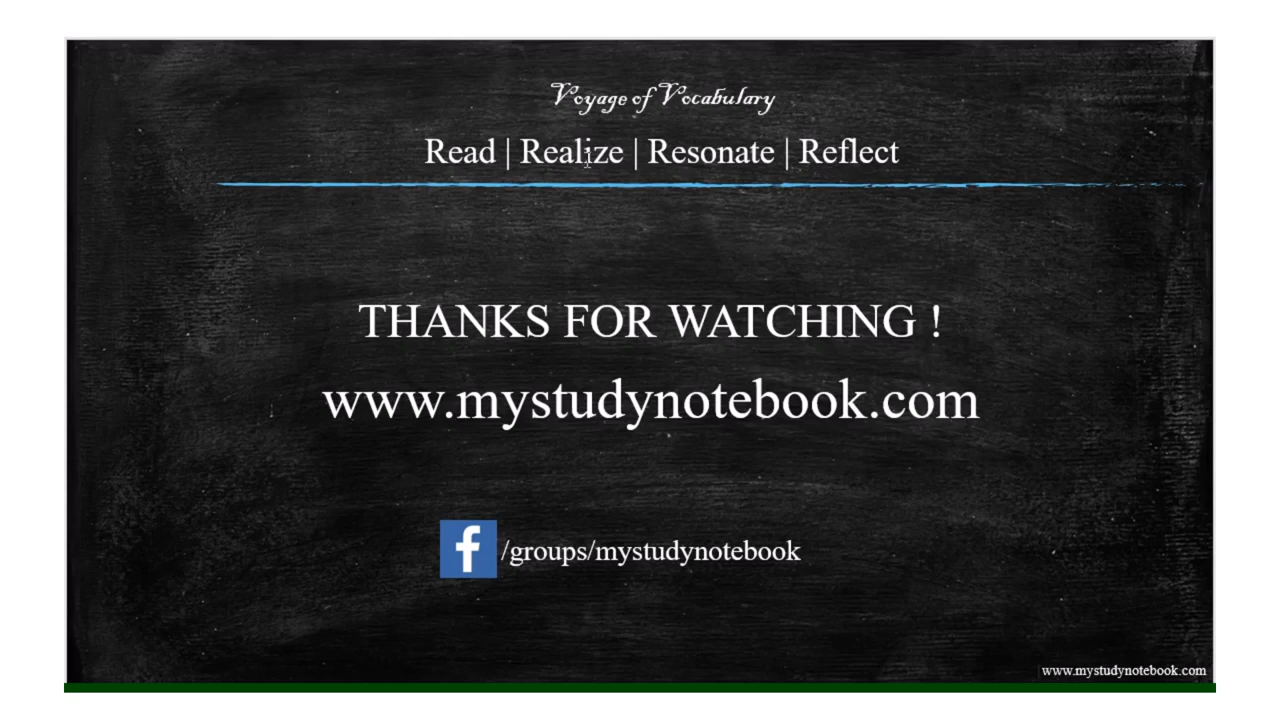 Voyage of Vocabulary
Read | Realize | Resonate | Reflect
THANKS FOR WATCHING !
www.mystudynotebook.com
f /groups/mystudynotebook
www.mystudynotebook.com